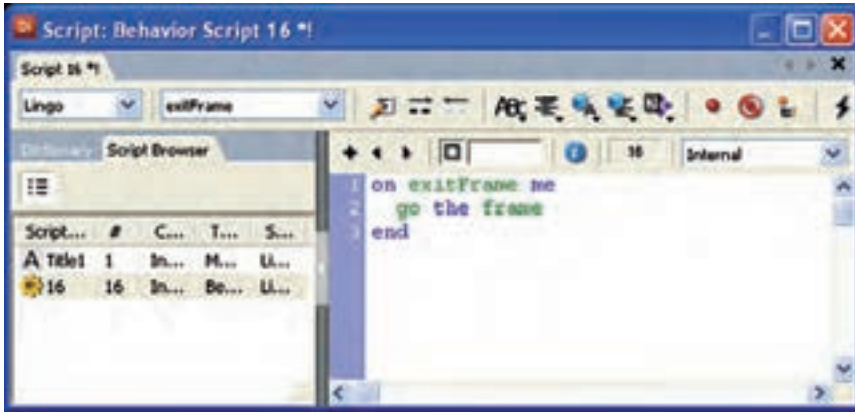 Script: Behavior Script 16 *!
Script 16 *!
Lingo exitFrame
Dictionary Script Browser
16 Internal
Script... # C... T... S...
A Title1 1 In... M... Li...
16 16 In... Be... Li...
1 on exitFrame me
2 go the frame
3 end